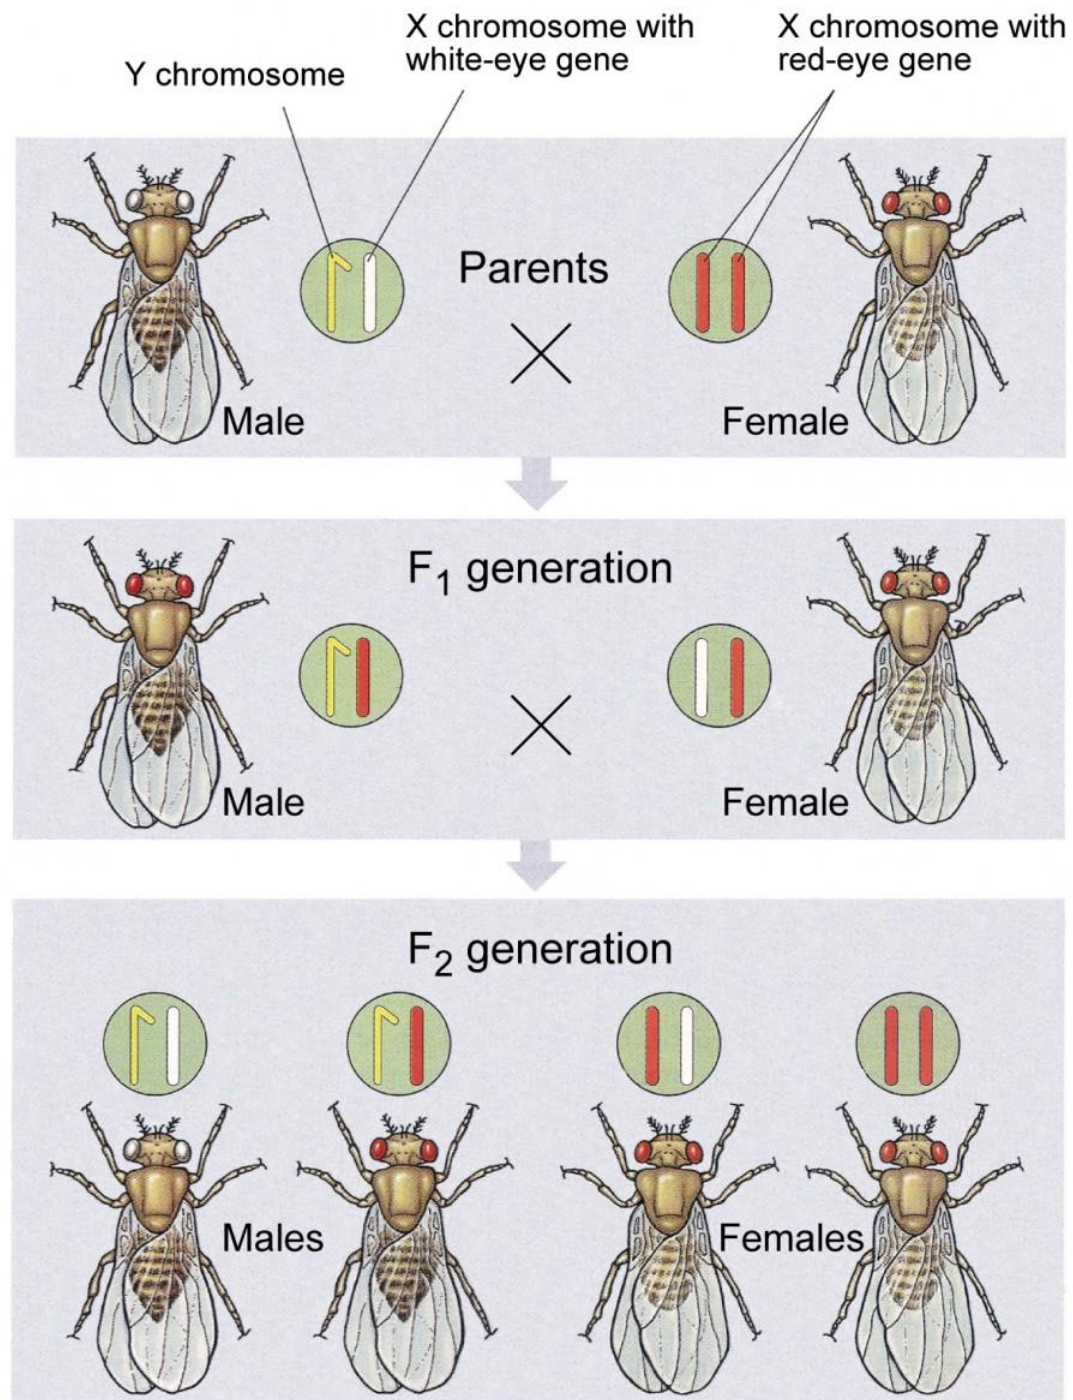 Y chromosome
X chromosome with
white-eye gene
X chromosome with
red-eye gene
Parents
Male
Female
F₁ generation
Male
Female
F₂ generation
Males
Females